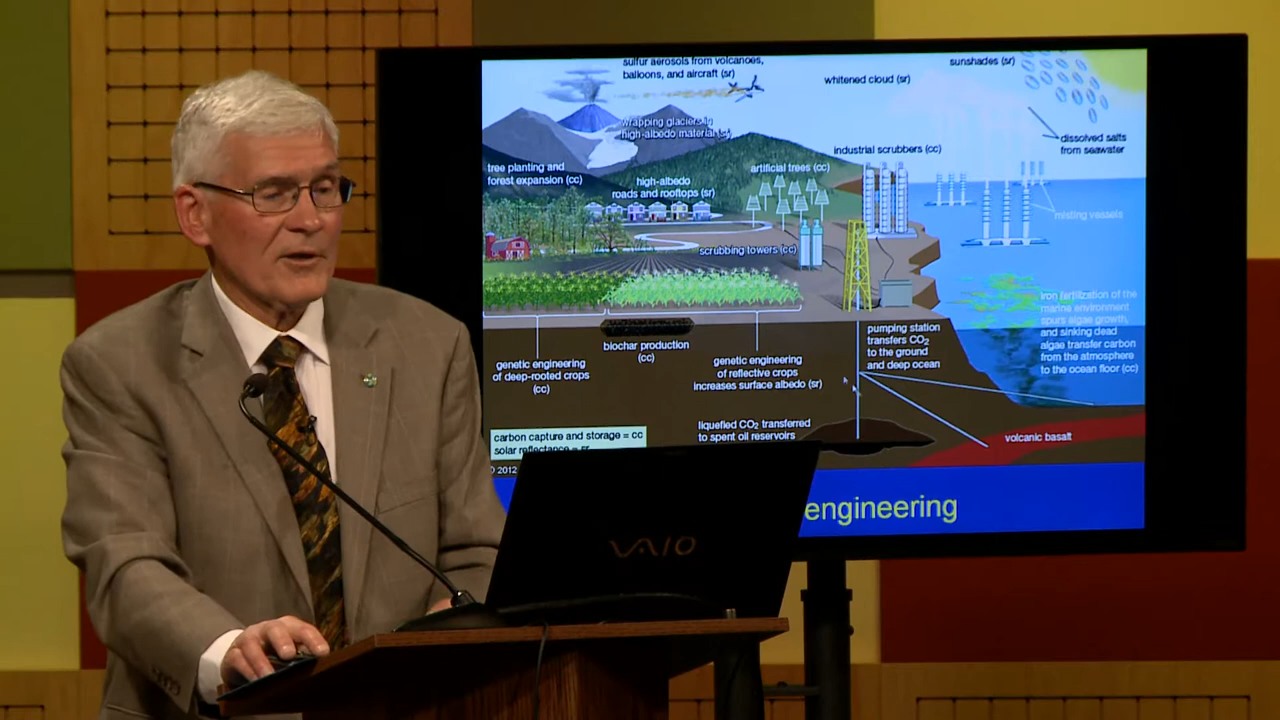 sulfur aerosols from volcanoes,
balloons, and aircraft (sr)
whitened cloud (sr)
sunshades (sr)
wrapping glaciers in
high-albedo material (sr)
dissolved salts
from seawater
industrial scrubbers (cc)
tree planting and
forest expansion (cc)
high-albedo
roads and rooftops (sr)
artificial trees (cc)
misting vessels
scrubbing towers (cc)
iron fertilization of the
marine environment
spurs algae growth,
and sinking dead
algae transfer carbon
from the atmosphere
to the ocean floor (cc)
pumping station
transfers CO2
to the ground
and deep ocean
biochar production
(cc)
genetic engineering
of deep-rooted crops
(cc)
genetic engineering
of reflective crops
increases surface albedo (sr)
liquefied CO2 transferred
to spent oil reservoirs
volcanic basalt
carbon capture and storage = cc
solar reflectance = sr
© 2012
engineering
VAIO